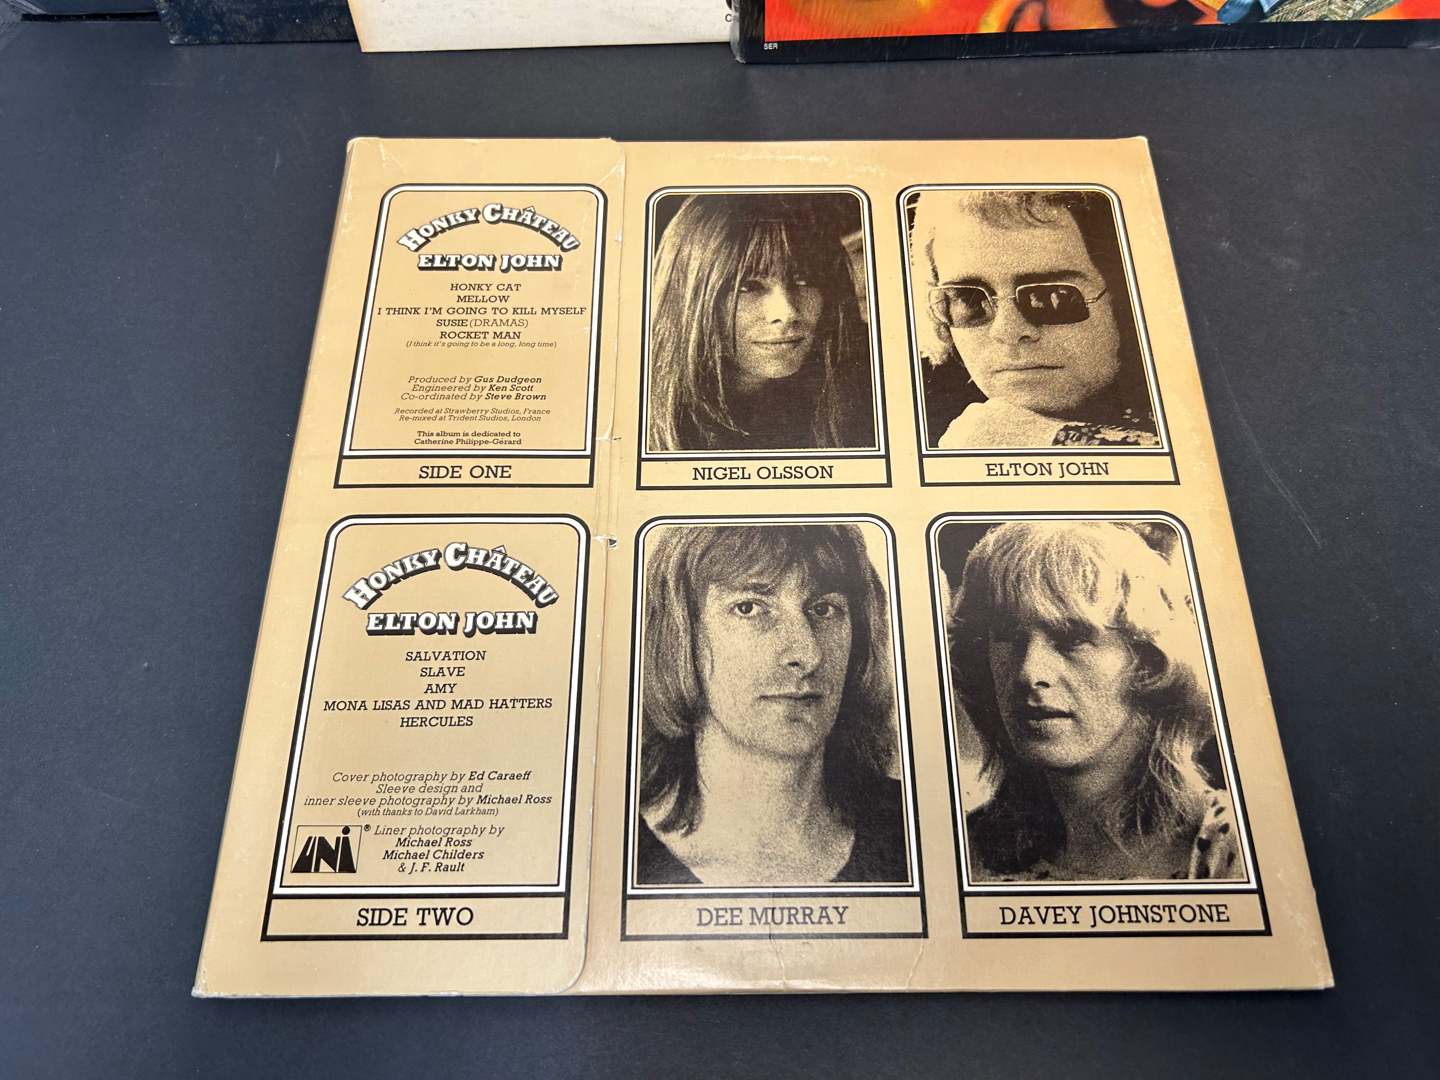 SER
HONKY CHÂTEAU
ELTON JOHN
HONKY CAT
MELLOW
I THINK I'M GOING TO KILL MYSELF
SUSIE (DRAMAS)
ROCKET MAN
(I think it's going to be a long, long time)
Produced by Gus Dudgeon
Engineered by Ken Scott
Co-ordinated by Steve Brown
Recorded at Strawberry Studios, France
Re-mixed at Trident Studios, London
This album is dedicated to
Catherine Philippe-Gérard
SIDE ONE
NIGEL OLSSON
ELTON JOHN
HONKY CHÂTEAU
ELTON JOHN
SALVATION
SLAVE
AMY
MONA LISAS AND MAD HATTERS
HERCULES
Cover photography by Ed Caraeff
Sleeve design and
inner sleeve photography by Michael Ross
(with thanks to David Larkham)
UNI ® Liner photography by
Michael Ross
Michael Childers
& J. F. Rault
SIDE TWO
DEE MURRAY
DAVEY JOHNSTONE